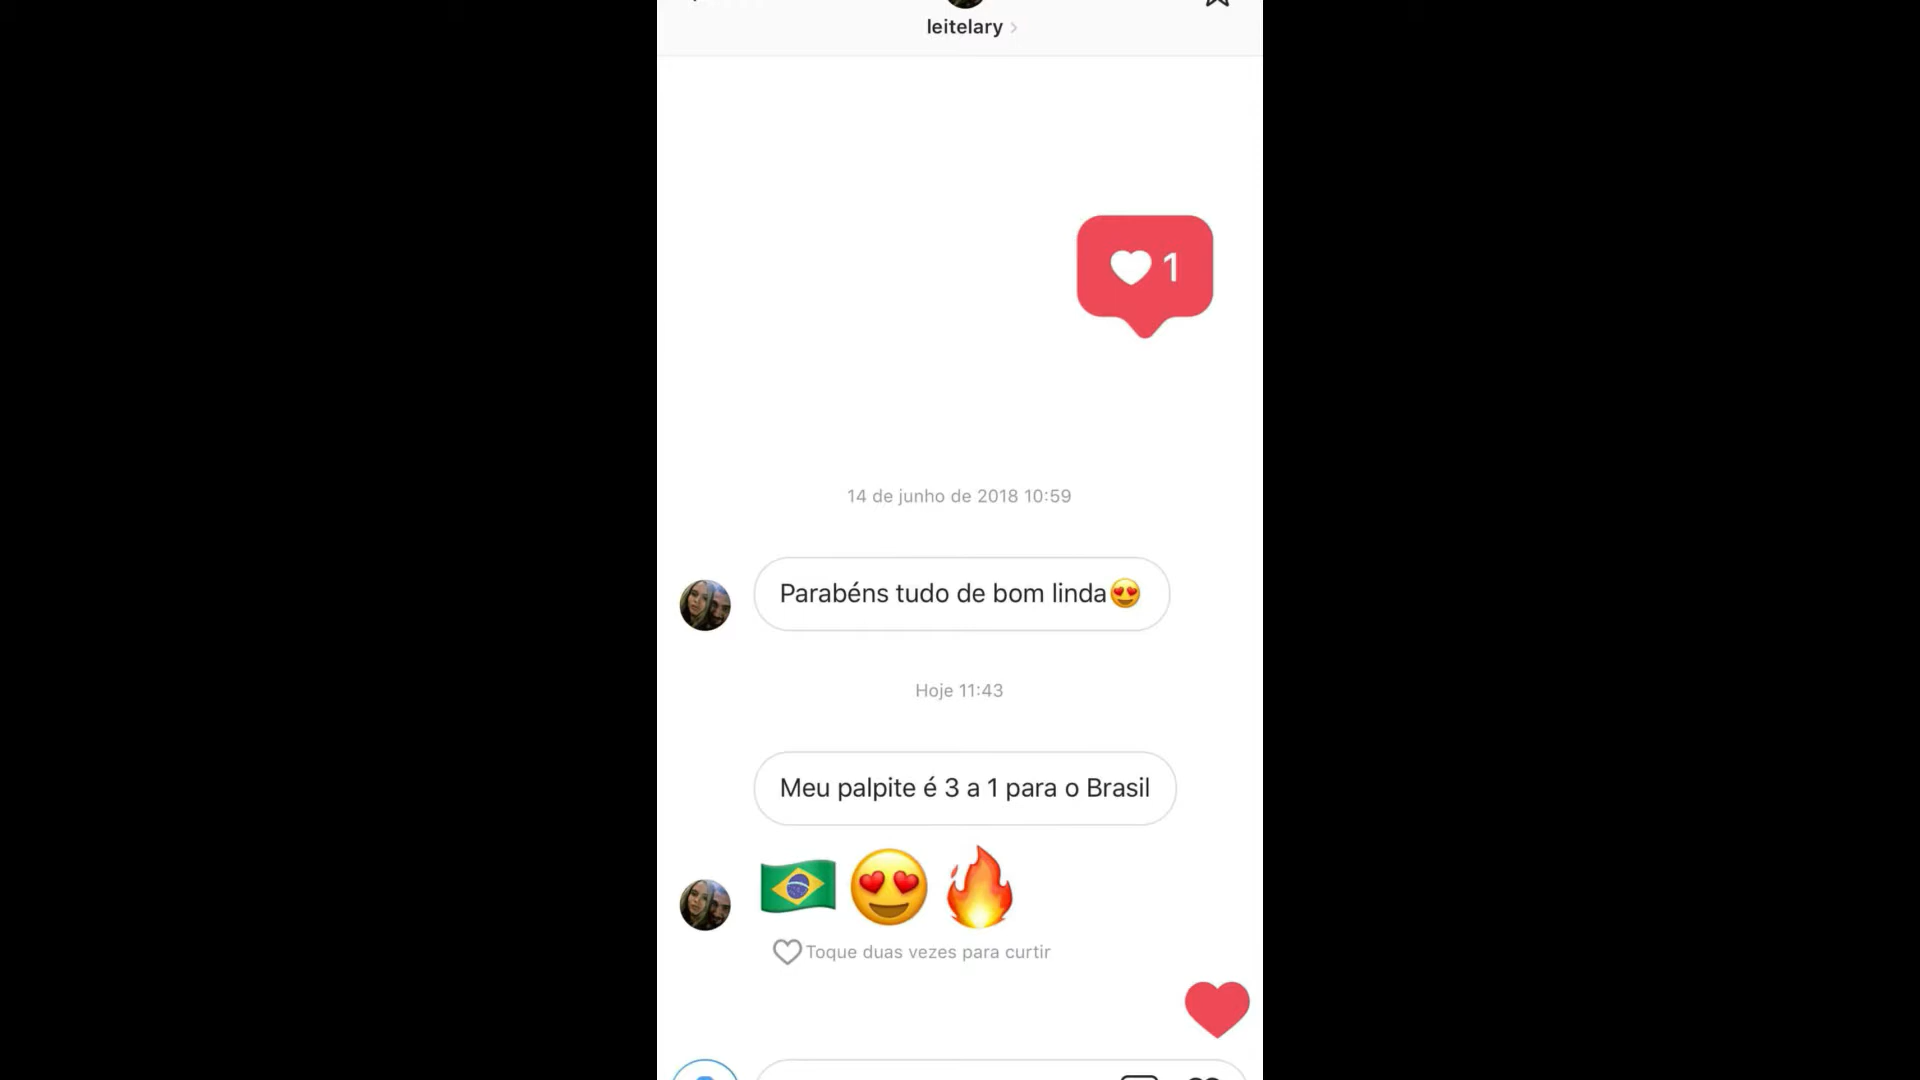 leitelary
1
14 de junho de 2018 10:59
Parabéns tudo de bom linda😍
Hoje 11:43
Meu palpite é 3 a 1 para o Brasil
🇧🇷😍🔥
Toque duas vezes para curtir